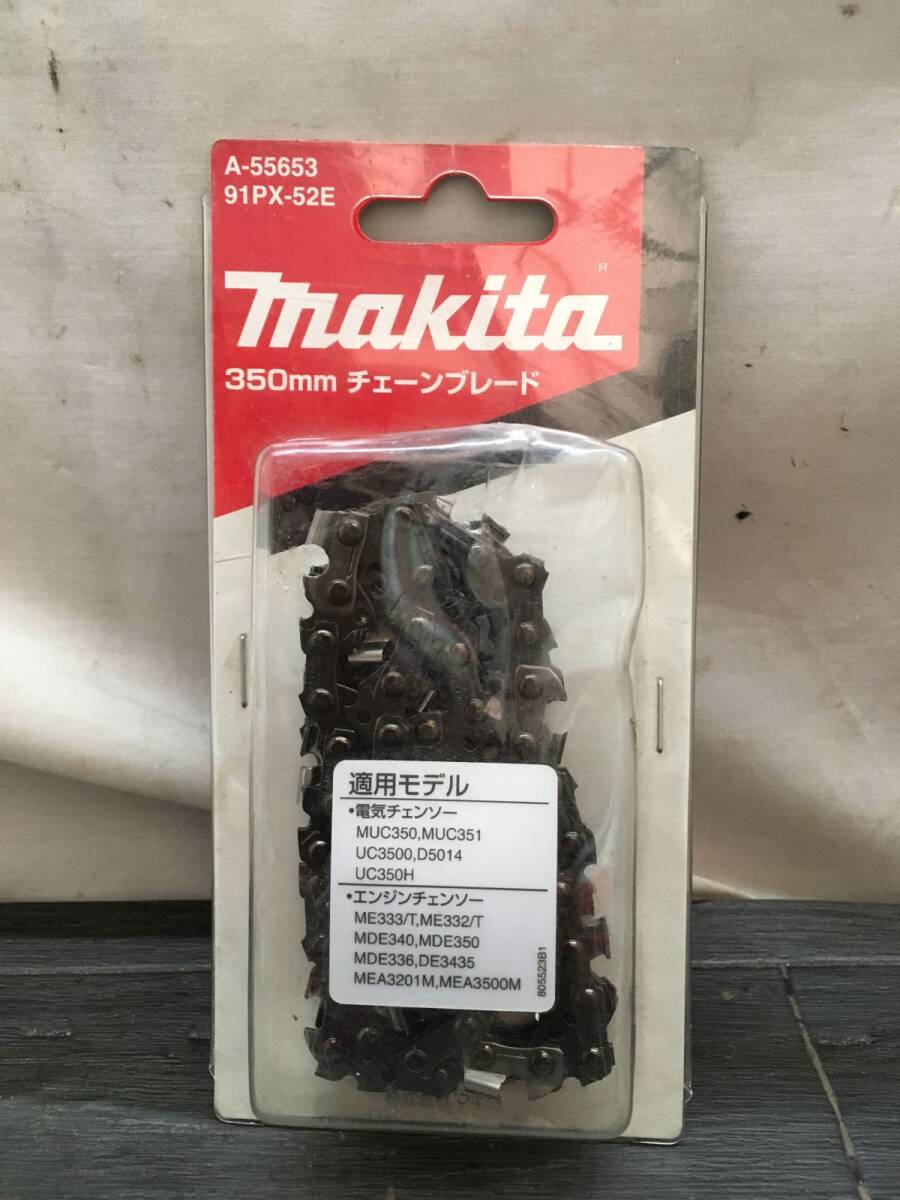 A-55653
91PX-52E
makita
R
350mm チェーンブレード
適用モデル
•電気チェンソー
MUC350,MUC351
UC3500,D5014
UC350H
•エンジンチェンソー
ME333/T,ME332/T
MDE340,MDE350
MDE336,DE3435
MEA3201M,MEA3500M
805523B1